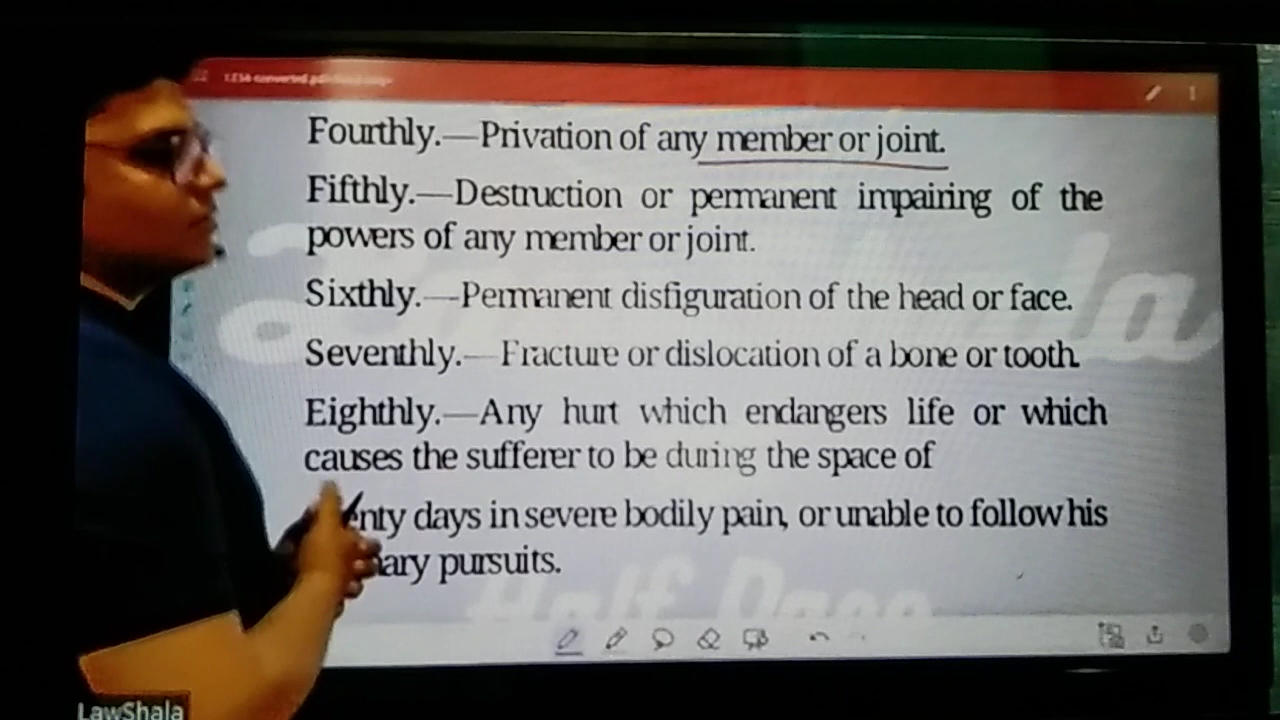 Fourthly.—Privation of any member or joint.
Fifthly.—Destruction or permanent impairing of the
powers of any member or joint.
Sixthly.—Permanent disfiguration of the head or face.
Seventhly.—Fracture or dislocation of a bone or tooth.
Eighthly.—Any hurt which endangers life or which
causes the sufferer to be during the space of
enty days in severe bodily pain, or unable to follow his
ary pursuits.
LawShala